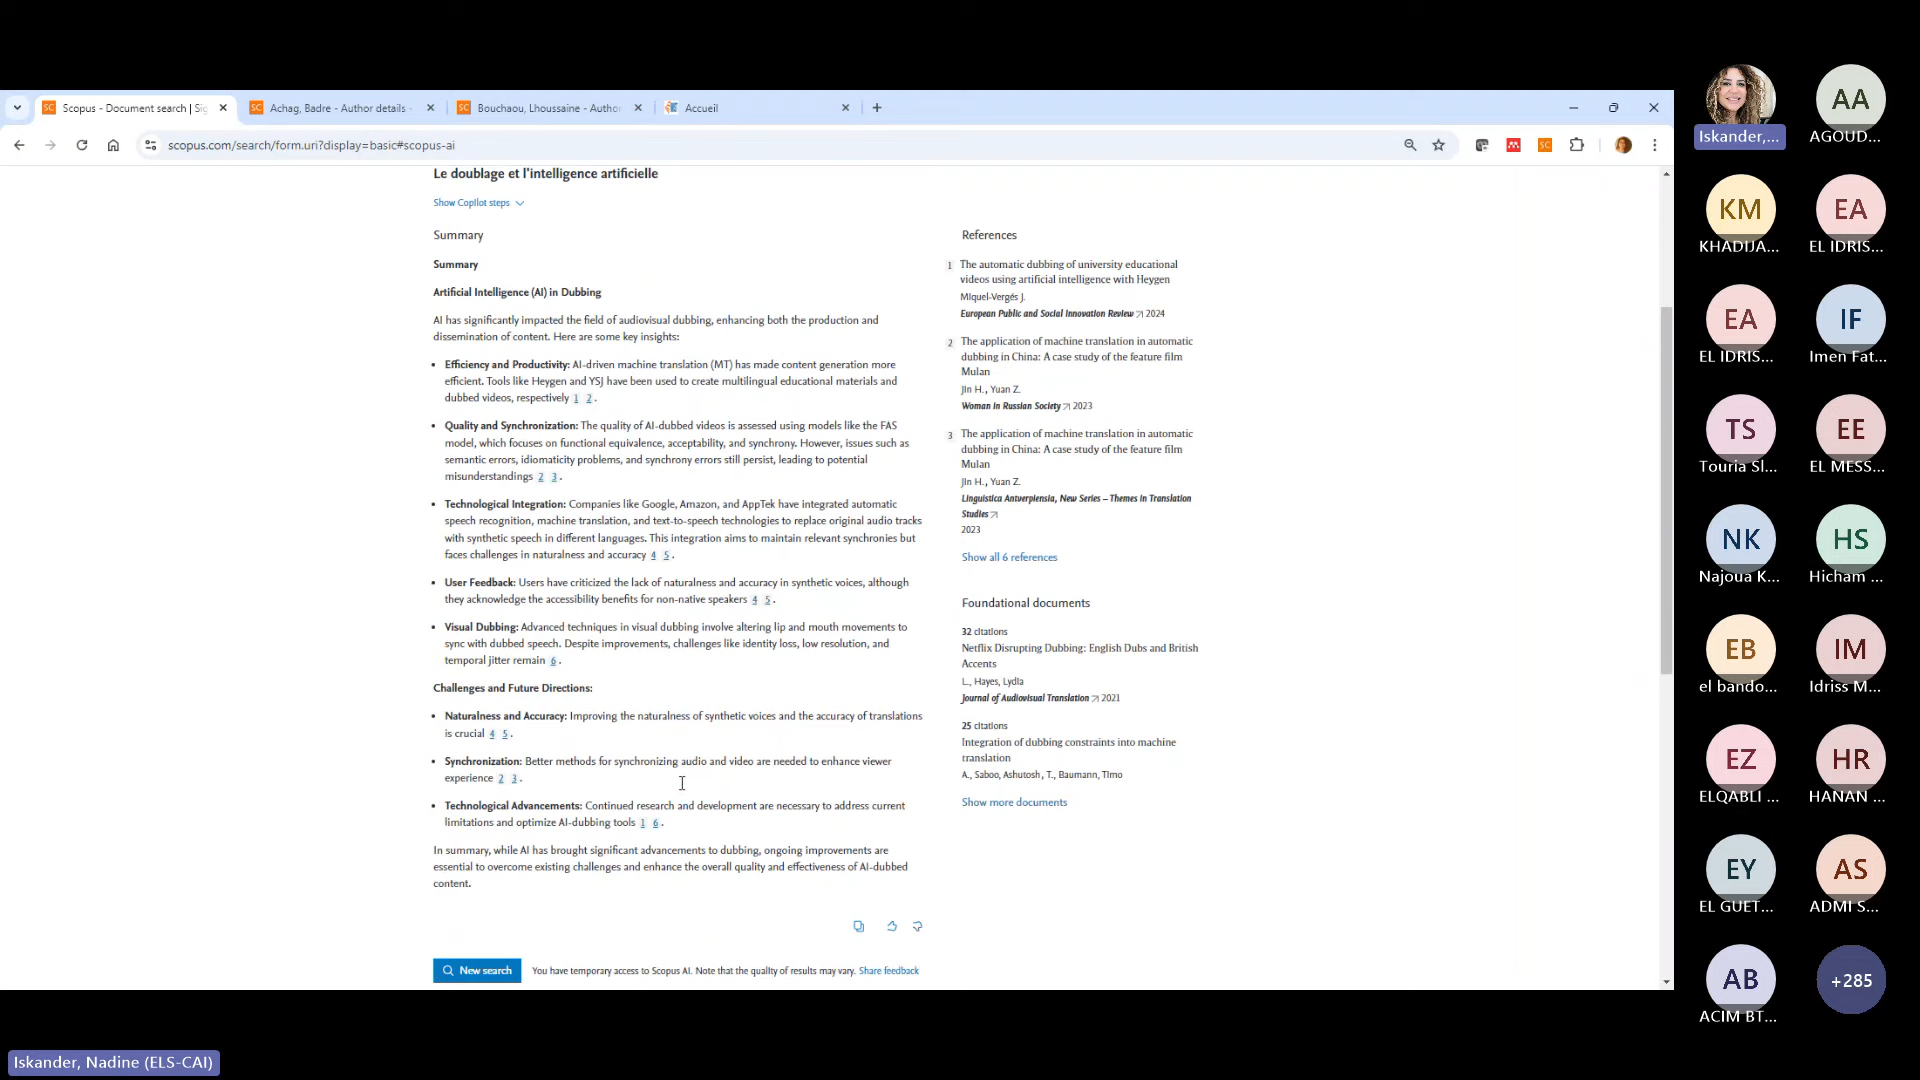 Scopus - Document search | Sig
Achag, Badre - Author details -
Bouchaou, Lhoussaine - Autho
Accueil
scopus.com/search/form.uri?display=basic#scopus-ai
Le doublage et l'intelligence artificielle
Show Copilot steps
Summary
Summary
Artificial Intelligence (AI) in Dubbing
AI has significantly impacted the field of audiovisual dubbing, enhancing both the production and
dissemination of content. Here are some key insights:
• Efficiency and Productivity: AI-driven machine translation (MT) has made content generation more
efficient. Tools like Heygen and YSJ have been used to create multilingual educational materials and
dubbed videos, respectively 1 2 .
• Quality and Synchronization: The quality of AI-dubbed videos is assessed using models like the FAS
model, which focuses on functional equivalence, acceptability, and synchrony. However, issues such as
semantic errors, idiomaticity problems, and synchrony errors still persist, leading to potential
misunderstandings 2 3 .
• Technological Integration: Companies like Google, Amazon, and AppTek have integrated automatic
speech recognition, machine translation, and text-to-speech technologies to replace original audio tracks
with synthetic speech in different languages. This integration aims to maintain relevant synchronies but
faces challenges in naturalness and accuracy 4 5 .
• User Feedback: Users have criticized the lack of naturalness and accuracy in synthetic voices, although
they acknowledge the accessibility benefits for non-native speakers 4 5 .
• Visual Dubbing: Advanced techniques in visual dubbing involve altering lip and mouth movements to
sync with dubbed speech. Despite improvements, challenges like identity loss, low resolution, and
temporal jitter remain 6 .
Challenges and Future Directions:
• Naturalness and Accuracy: Improving the naturalness of synthetic voices and the accuracy of translations
is crucial 4 5 .
• Synchronization: Better methods for synchronizing audio and video are needed to enhance viewer
experience 2 3 .
• Technological Advancements: Continued research and development are necessary to address current
limitations and optimize AI-dubbing tools 1 6 .
In summary, while AI has brought significant advancements to dubbing, ongoing improvements are
essential to overcome existing challenges and enhance the overall quality and effectiveness of AI-dubbed
content.
New search
You have temporary access to Scopus AI. Note that the quality of results may vary. Share feedback
References
1 The automatic dubbing of university educational
videos using artificial intelligence with Heygen
Miquel-Vergés J.
European Public and Social Innovation Review 2024
2 The application of machine translation in automatic
dubbing in China: A case study of the feature film
Mulan
Jin H., Yuan Z.
Woman in Russian Society 2023
3 The application of machine translation in automatic
dubbing in China: A case study of the feature film
Mulan
Jin H., Yuan Z.
Linguistica Antverpiensia, New Series – Themes in Translation
Studies
2023
Show all 6 references
Foundational documents
32 citations
Netflix Disrupting Dubbing: English Dubs and British
Accents
L., Hayes, Lydia
Journal of Audiovisual Translation 2021
25 citations
Integration of dubbing constraints into machine
translation
A., Saboo, Ashutosh, T., Baumann, Timo
Show more documents
Iskander,...
AA
AGOUD...
KM
KHADIJA...
EA
EL IDRIS...
EA
EL IDRIS...
IF
Imen Fat...
TS
Touria Sl...
EE
EL MESS...
NK
Najoua K...
HS
Hicham ...
EB
el bando...
IM
Idriss M...
EZ
ELQABLI ...
HR
HANAN ...
EY
EL GUET...
AS
ADMI S...
AB
ACIM BT...
+285
Iskander, Nadine (ELS-CAI)